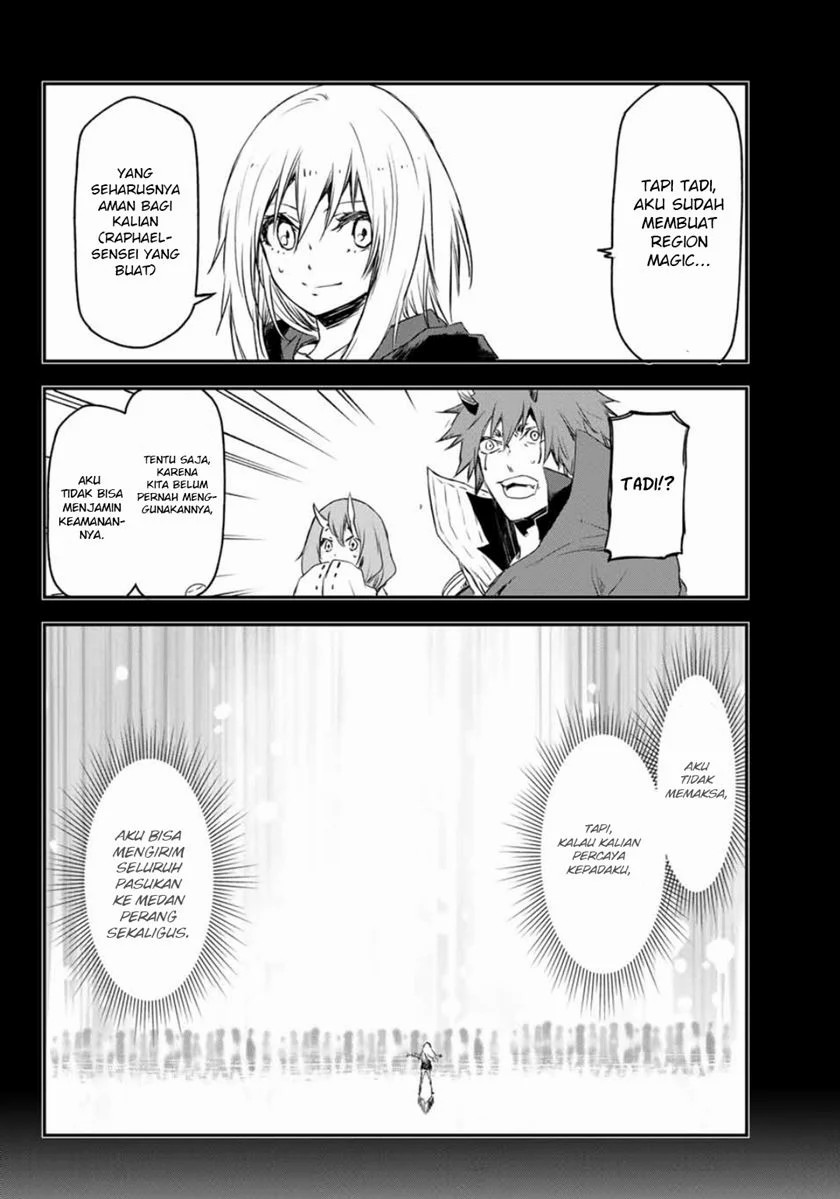 TAPI TADI,
AKU SUDAH
MEMBUAT
REGION
MAGIC...
YANG
SEHARUSNYA
AMAN BAGI
KALIAN
(RAPHAEL-
SENSEI YANG
BUAT)
TADI!?
TENTU SAJA,
KARENA
KITA BELUM
PERNAH MENG-
GUNAKANNYA,
AKU
TIDAK BISA
MENJAMIN
KEAMANAN-
NYA.
AKU
TIDAK
MEMAKSA,
TAPI,
KALAU KALIAN
PERCAYA
KEPADAKU,
AKU BISA
MENGIRIM
SELURUH
PASUKAN
KE MEDAN
PERANG
SEKALIGUS.